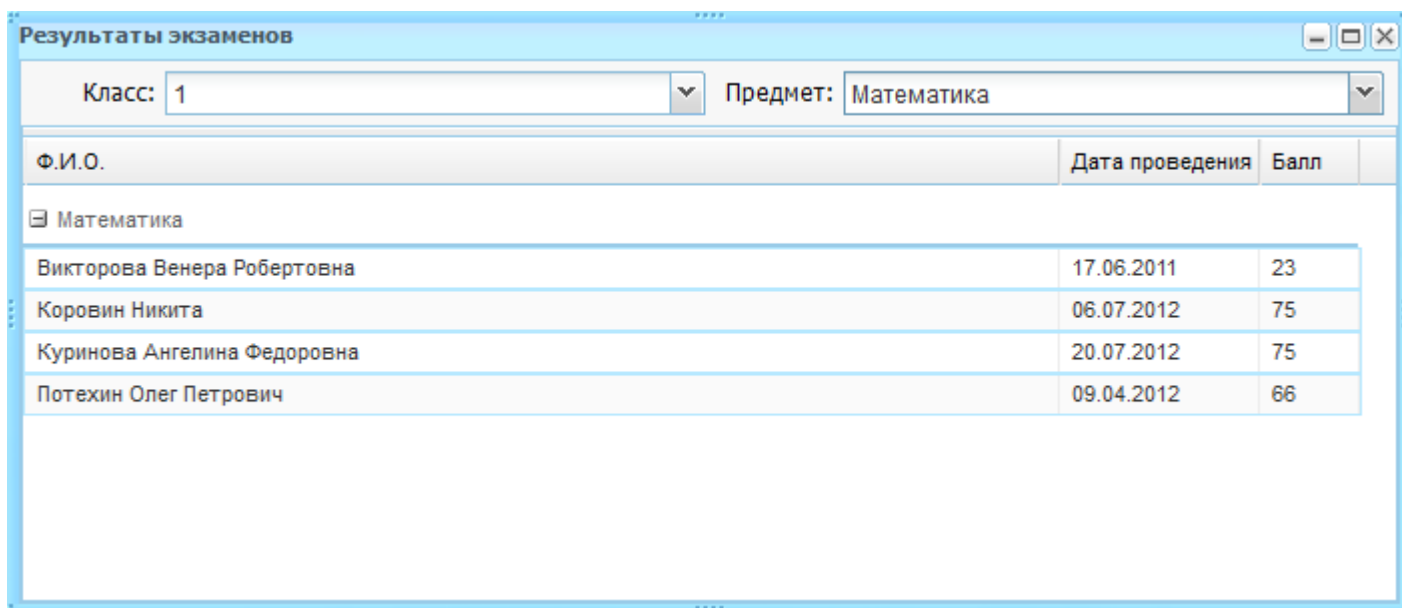 Результаты экзаменов
Класс: 1 Предмет: Математика
Ф.И.О. Дата проведения Балл
Математика
Викторова Венера Робертовна 17.06.2011 23
Коровин Никита 06.07.2012 75
Куринова Ангелина Федоровна 20.07.2012 75
Потехин Олег Петрович 09.04.2012 66